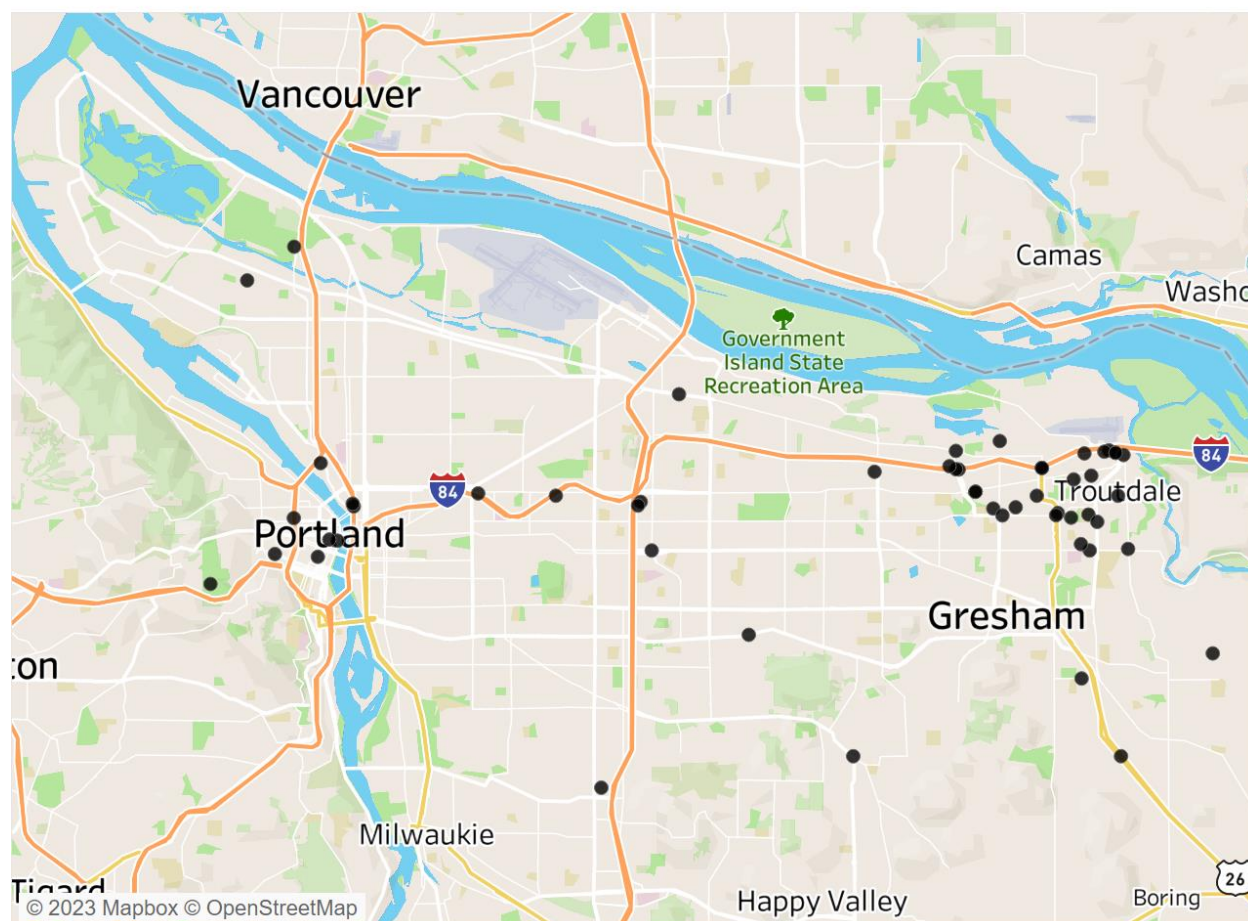 Vancouver
Camas
Washo
Government
Island State
Recreation Area
84
84
Troutdale
Portland
Gresham
ton
Milwaukie
Tigard
26
Happy Valley
Boring
© 2023 Mapbox © OpenStreetMap